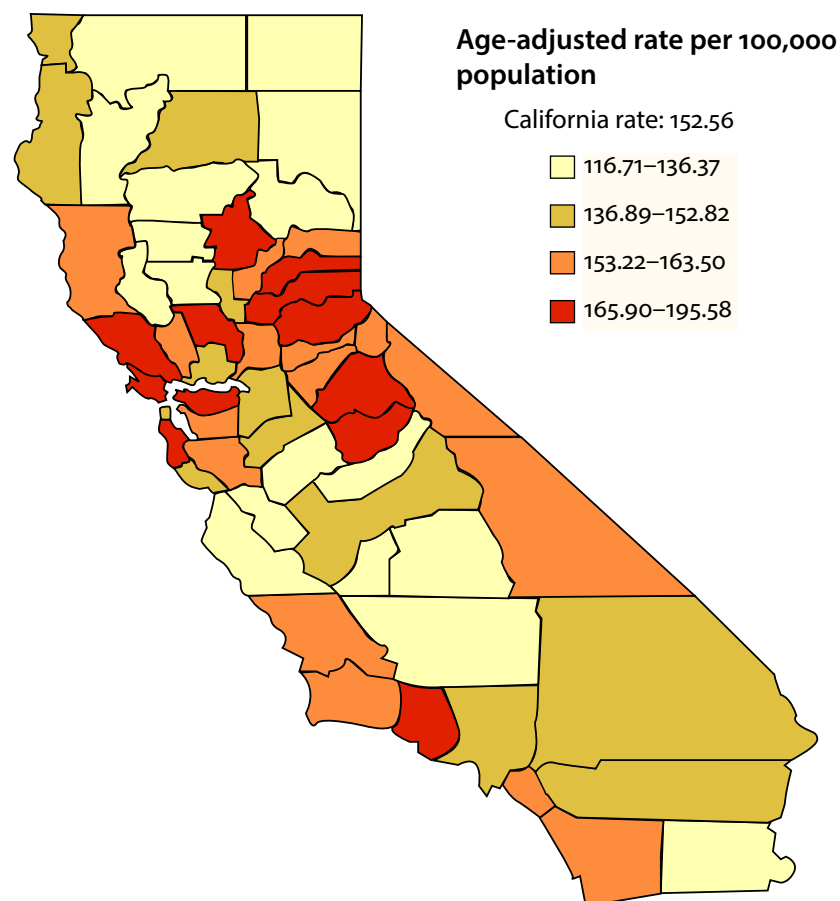 Age-adjusted rate per 100,000
population
California rate: 152.56
116.71–136.37
136.89–152.82
153.22–163.50
165.90–195.58